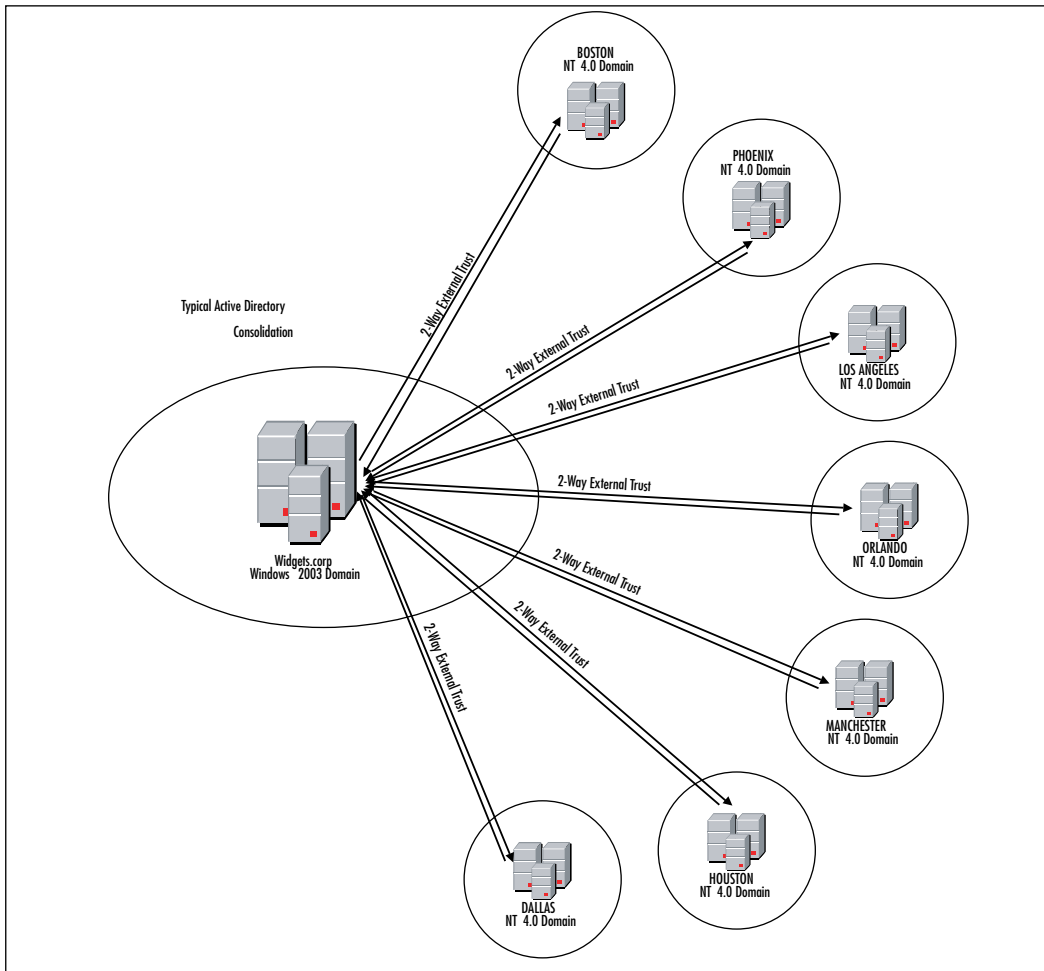 BOSTON
NT 4.0 Domain
PHOENIX
NT 4.0 Domain
2-Way External Trust
Typical Active Directory
Consolidation
2-Way External Trust
LOS ANGELES
NT 4.0 Domain
2-Way External Trust
2-Way External Trust
ORLANDO
NT 4.0 Domain
Widgets.corp
Windows 2003 Domain
2-Way External Trust
2-Way External Trust
2-Way External Trust
MANCHESTER
NT 4.0 Domain
HOUSTON
NT 4.0 Domain
DALLAS
NT 4.0 Domain